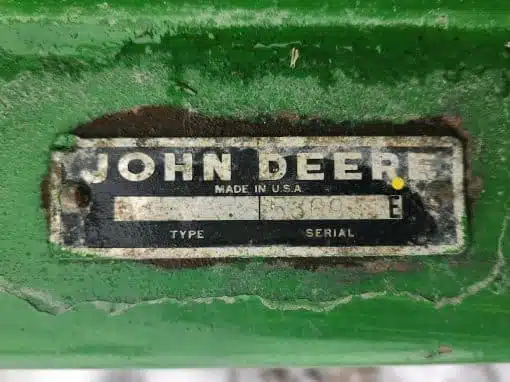 JOHN DEERE
MADE IN U.S.A.
E
TYPE SERIAL